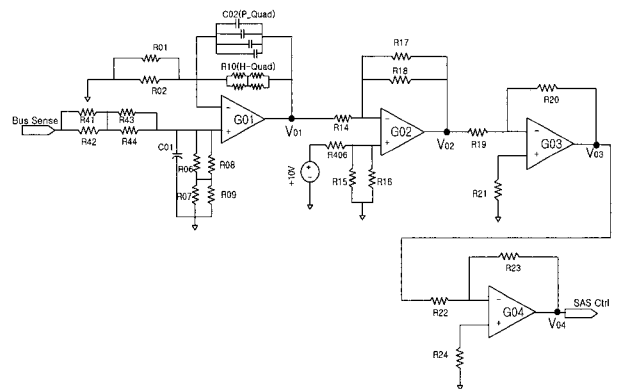 C02(P_Quad)
R01
R02
R10(H-Quad)
R17
R18
R20
Bus Sense
R41
R43
R42
R44
C01
R06
R08
R07
R09
G01
V01
R14
G02
V02
R19
G03
V03
R406
+10V
R15
R16
R21
R23
R22
G04
V04
SAS Ctrl
R24